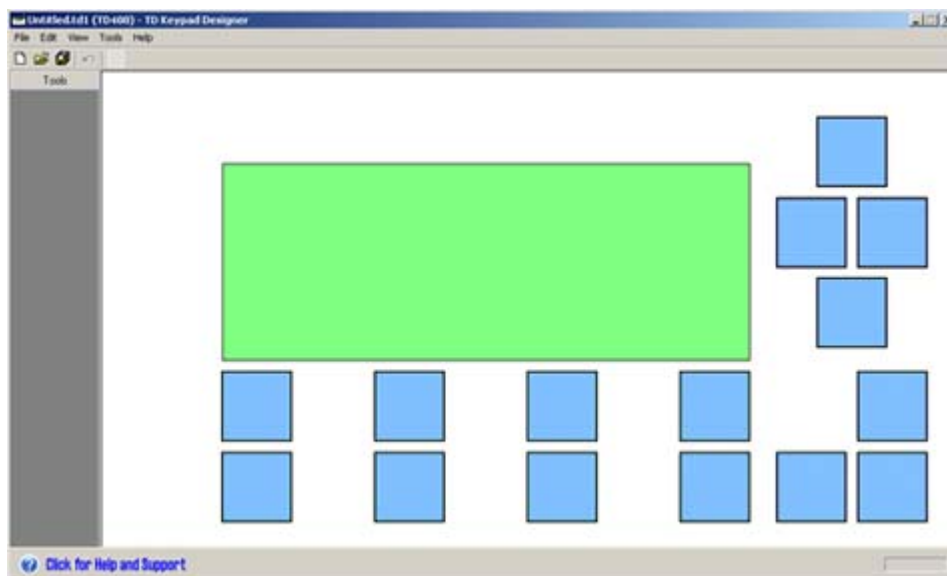 Untitled.td1 (TD400) - TD Keypad Designer
File Edit View Tools Help
Tools
Click for Help and Support